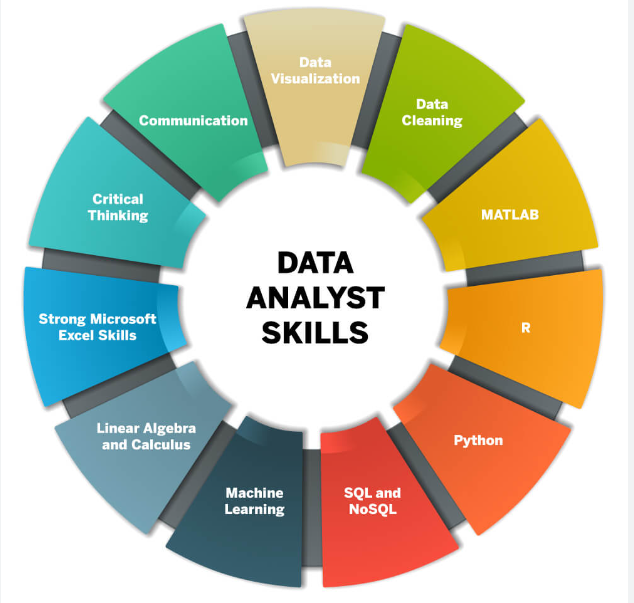 DATA
ANALYST
SKILLS
Data
Visualization
Data
Cleaning
MATLAB
R
Python
SQL and
NoSQL
Machine
Learning
Linear Algebra
and Calculus
Strong Microsoft
Excel Skills
Critical
Thinking
Communication